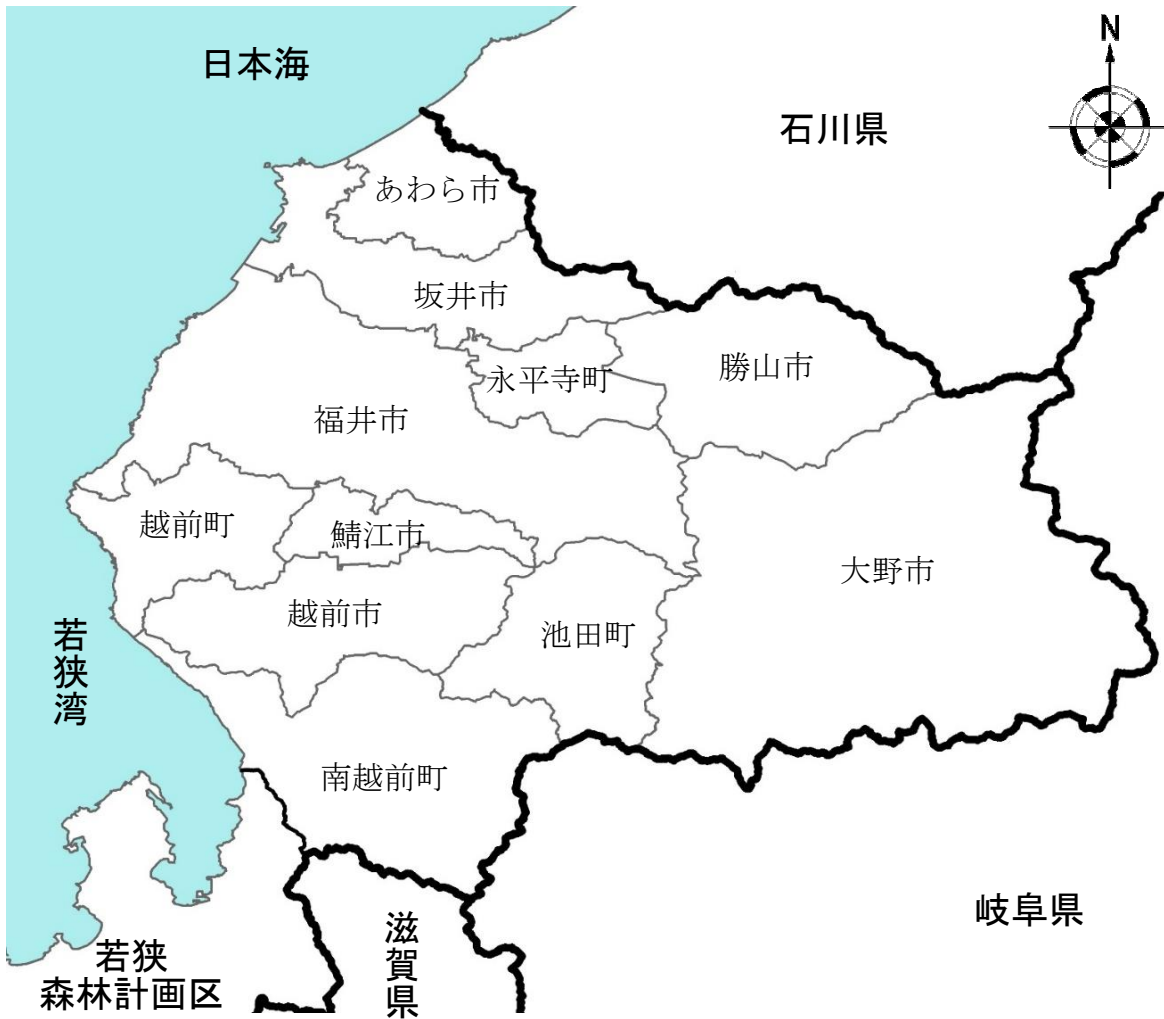 日本海
N
石川県
あわら市
坂井市
勝山市
永平寺町
福井市
越前町
鯖江市
大野市
越前市
池田町
若狭湾
南越前町
岐阜県
滋賀県
若狭
森林計画区